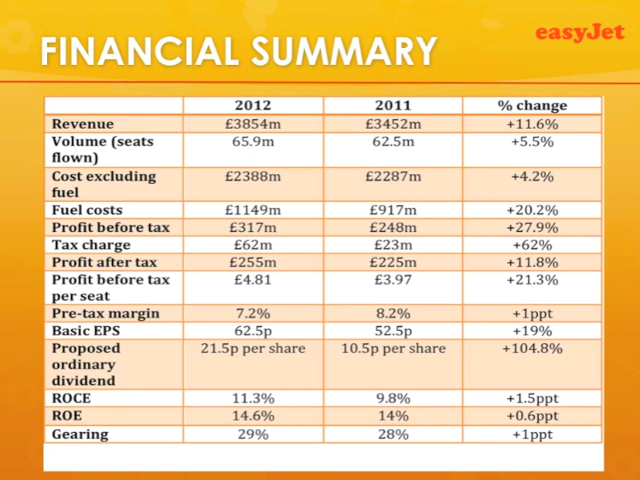 easyJet
FINANCIAL SUMMARY
2012 2011 % change
Revenue £3854m £3452m +11.6%
Volume (seats 65.9m 62.5m +5.5%
flown)
Cost excluding £2388m £2287m +4.2%
fuel
Fuel costs £1149m £917m +20.2%
Profit before tax £317m £248m +27.9%
Tax charge £62m £23m +62%
Profit after tax £255m £225m +11.8%
Profit before tax £4.81 £3.97 +21.3%
per seat
Pre-tax margin 7.2% 8.2% +1ppt
Basic EPS 62.5p 52.5p +19%
Proposed 21.5p per share 10.5p per share +104.8%
ordinary
dividend
ROCE 11.3% 9.8% +1.5ppt
ROE 14.6% 14% +0.6ppt
Gearing 29% 28% +1ppt